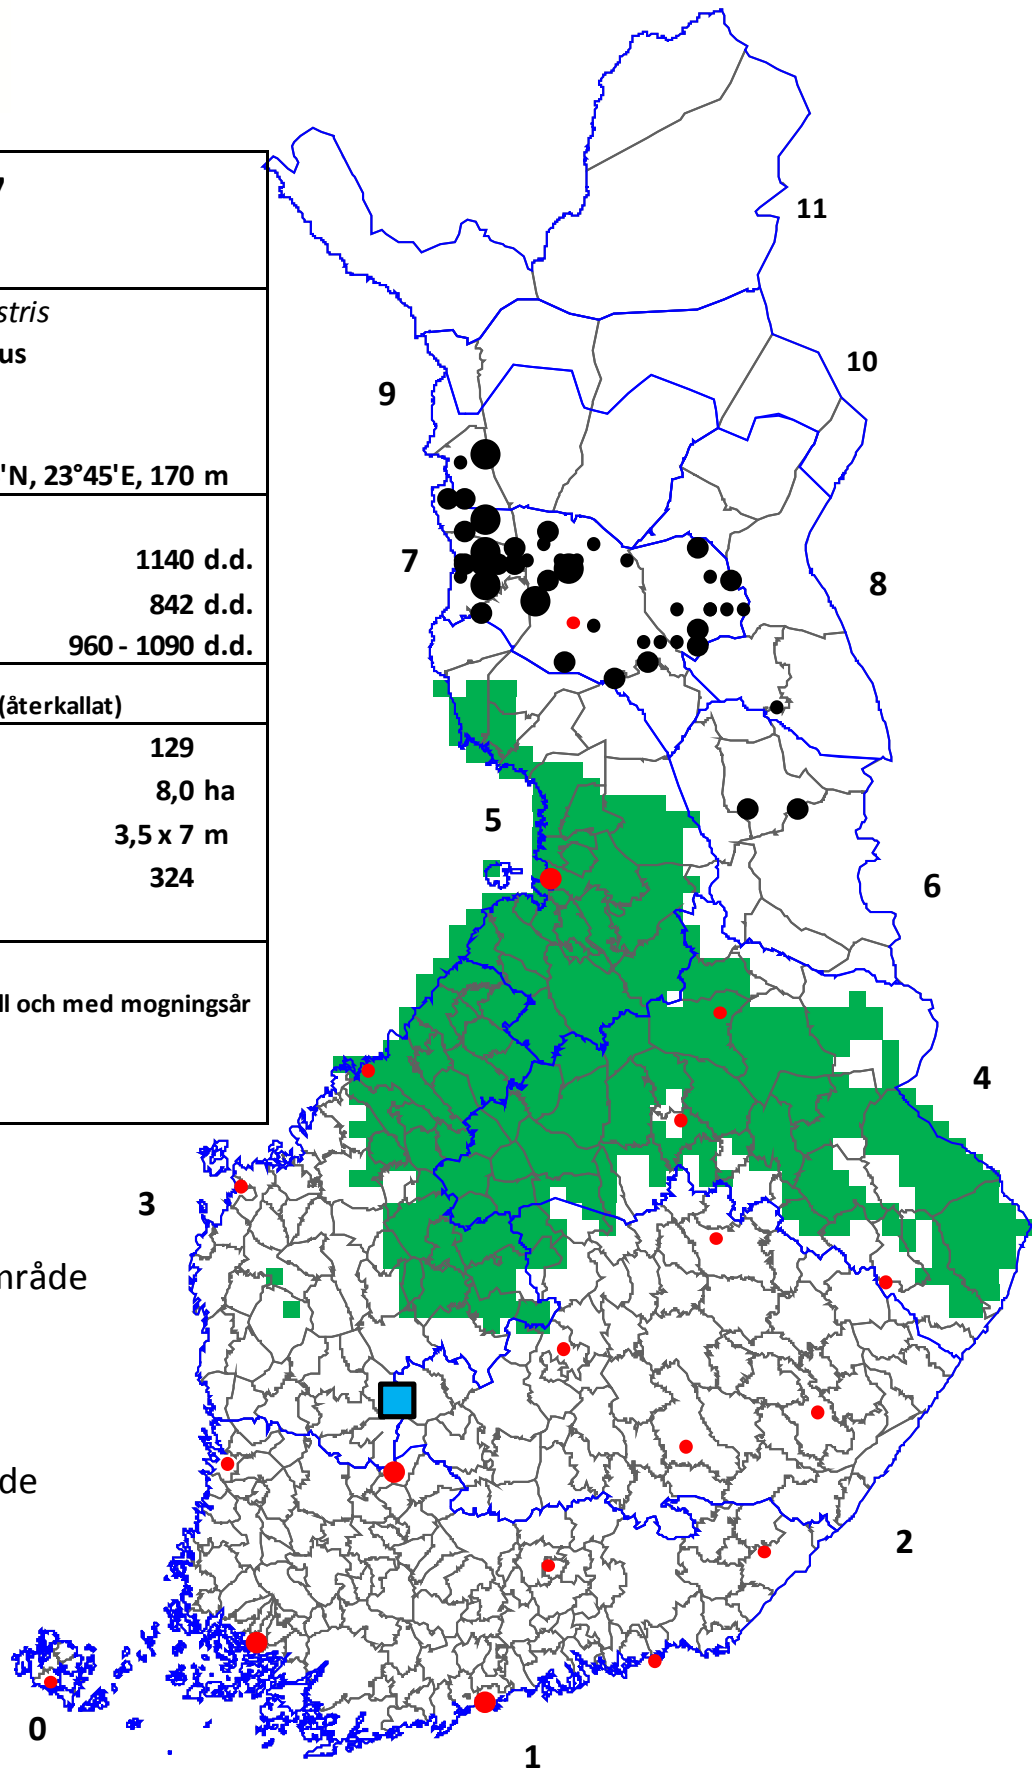 7
stris
us
'N, 23°45'E, 170 m
1140 d.d.
842 d.d.
960 - 1090 d.d.
(återkallat)
129
8,0 ha
3,5 x 7 m
324
ll och med mogningsår
mråde
de
11
10
9
8
7
6
5
4
3
2
1
0